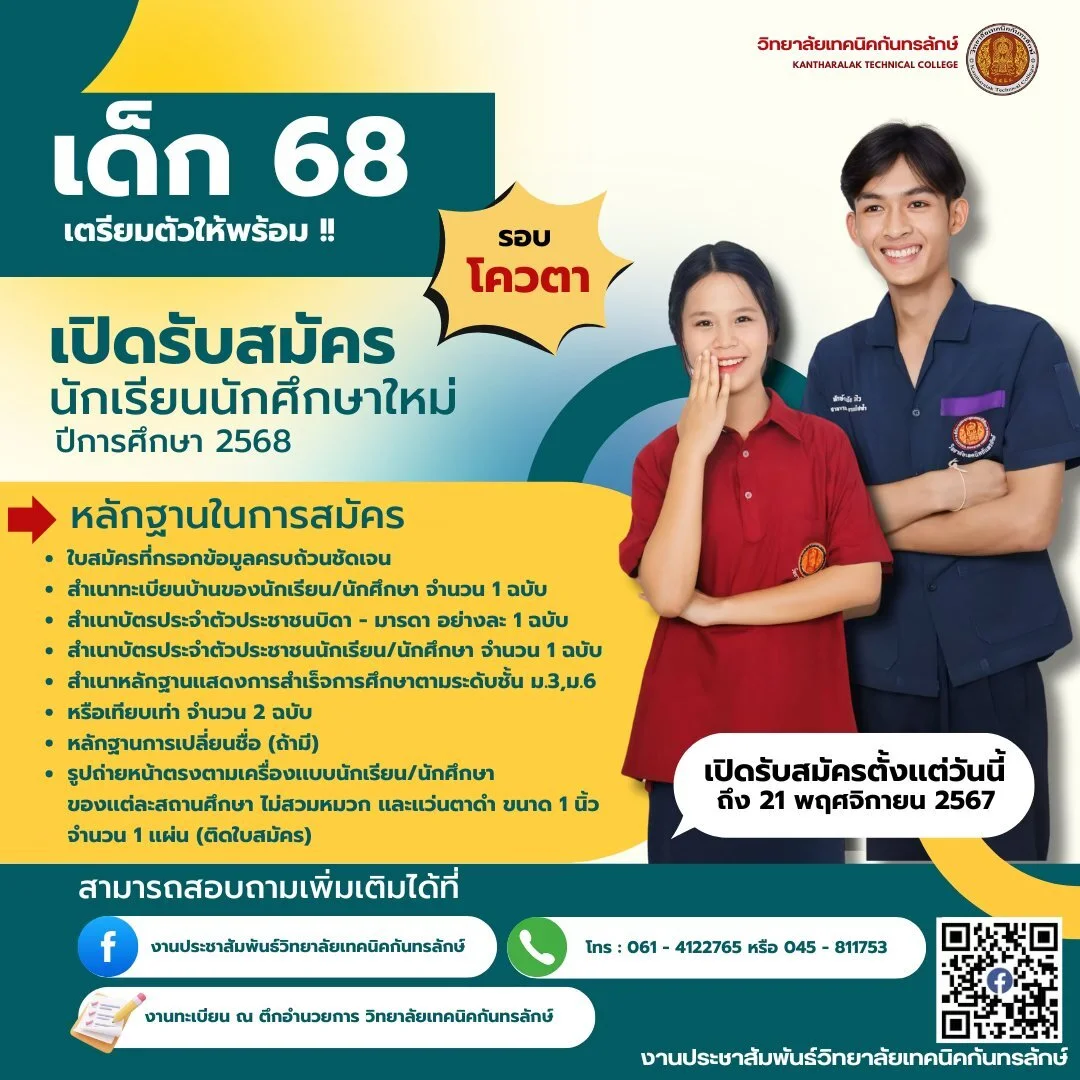 วิทยาลัยเทคนิคกันทรลักษ์
KANTHARALAK TECHNICAL COLLEGE
เด็ก 68
เตรียมตัวให้พร้อม !!
รอบ
โควตา
เปิดรับสมัคร
นักเรียนนักศึกษาใหม่
ปีการศึกษา 2568
หลักฐานในการสมัคร
• ใบสมัครที่กรอกข้อมูลครบถ้วนชัดเจน
• สำเนาทะเบียนบ้านของนักเรียน/นักศึกษา จำนวน 1 ฉบับ
• สำเนาบัตรประจำตัวประชาชนบิดา - มารดา อย่างละ 1 ฉบับ
• สำเนาบัตรประจำตัวประชาชนนักเรียน/นักศึกษา จำนวน 1 ฉบับ
• สำเนาหลักฐานแสดงการสำเร็จการศึกษาตามระดับชั้น ม.3,ม.6
• หรือเทียบเท่า จำนวน 2 ฉบับ
• หลักฐานการเปลี่ยนชื่อ (ถ้ามี)
• รูปถ่ายหน้าตรงตามเครื่องแบบนักเรียน/นักศึกษา
ของแต่ละสถานศึกษา ไม่สวมหมวก และแว่นตาดำ ขนาด 1 นิ้ว
จำนวน 1 แผ่น (ติดใบสมัคร)
เปิดรับสมัครตั้งแต่วันนี้
ถึง 21 พฤศจิกายน 2567
สามารถสอบถามเพิ่มเติมได้ที่
งานประชาสัมพันธ์วิทยาลัยเทคนิคกันทรลักษ์
โทร : 061 - 4122765 หรือ 045 - 811753
งานทะเบียน ณ ตึกอำนวยการ วิทยาลัยเทคนิคกันทรลักษ์
งานประชาสัมพันธ์วิทยาลัยเทคนิคกันทรลักษ์